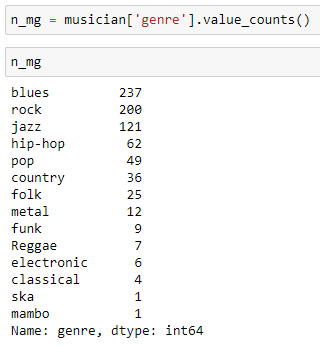 n_mg = musician['genre'].value_counts()
n_mg
blues 237
rock 200
jazz 121
hip-hop 62
pop 49
country 36
folk 25
metal 12
funk 9
Reggae 7
electronic 6
classical 4
ska 1
mambo 1
Name: genre, dtype: int64